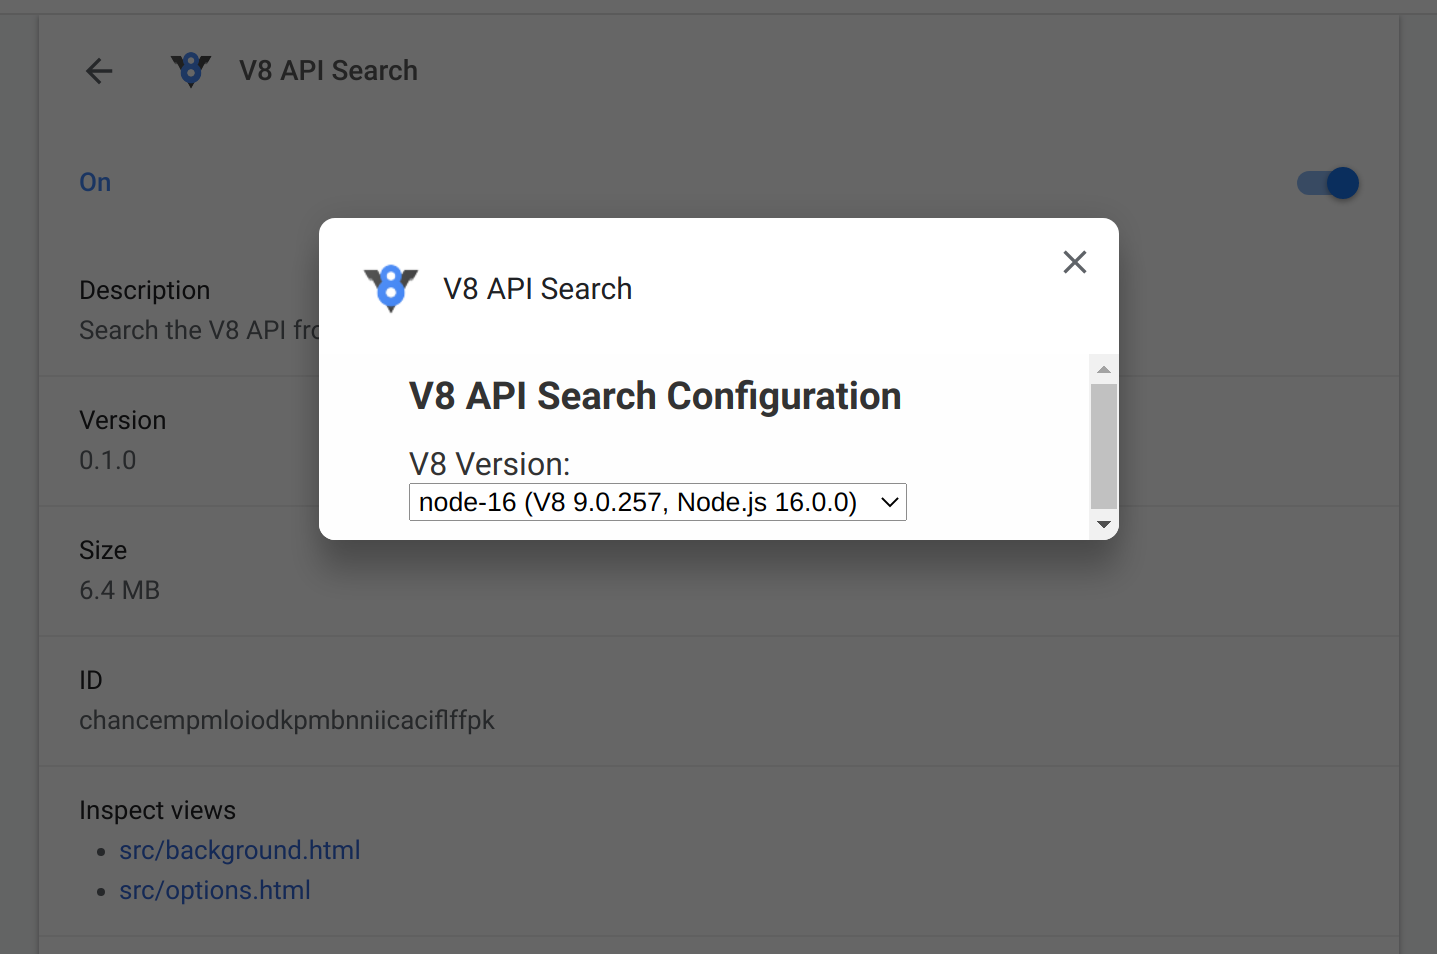 V8 API Search
On
Description
Search the V8 API fro
Version
0.1.0
Size
6.4 MB
ID
chancempmloiodkpmbnniicaciflffpk
Inspect views
src/background.html
src/options.html
V8 API Search
V8 API Search Configuration
V8 Version:
node-16 (V8 9.0.257, Node.js 16.0.0)